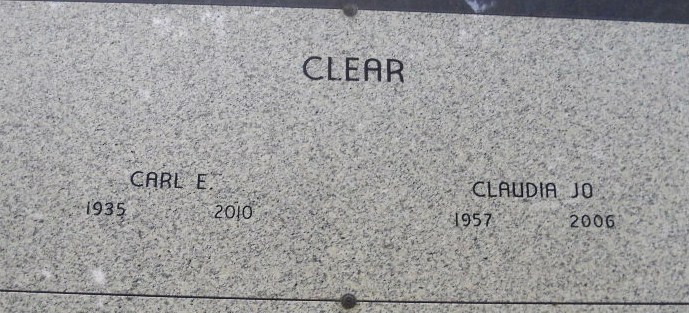 CLEAR
CARL E.
1935 2010
CLAUDIA JO
1957 2006